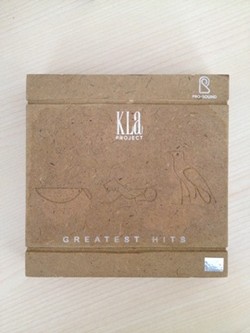 PRO-SOUND
KLa
PROJECT
GREATEST HITS